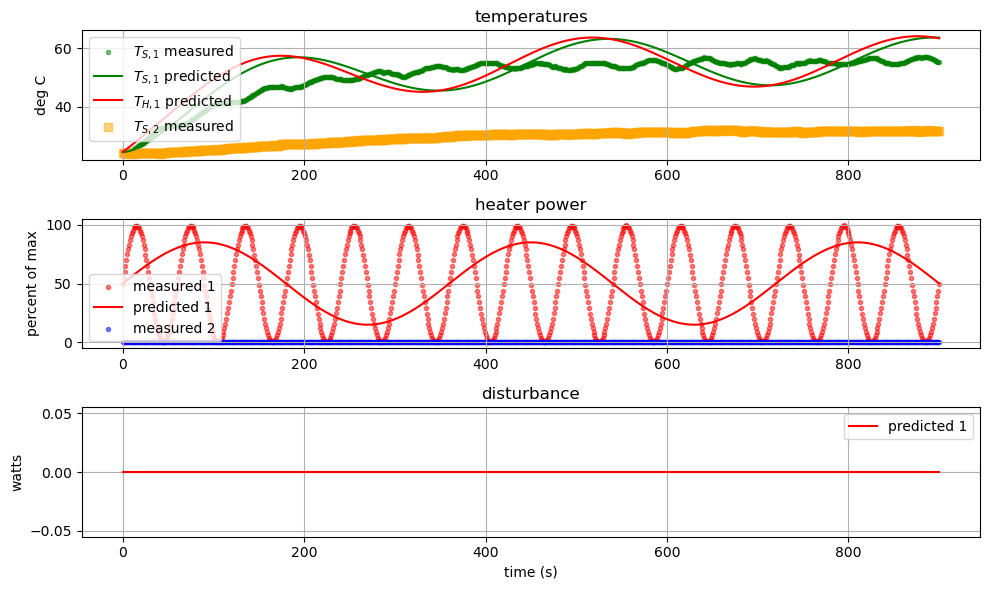 temperatures
deg C
60
40
T_{S,1} measured
T_{S,1} predicted
T_{H,1} predicted
T_{S,2} measured
0 200 400 600 800
heater power
percent of max
100
50
0
measured 1
predicted 1
measured 2
0 200 400 600 800
disturbance
watts
0.05
0.00
−0.05
predicted 1
0 200 400 600 800
time (s)